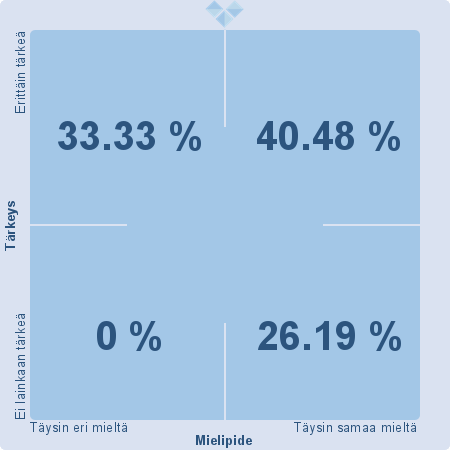 Erittäin tärkeä
33.33 %
40.48 %
Tärkeys
Ei lainkaan tärkeä
0 %
26.19 %
Täysin eri mieltä
Täysin samaa mieltä
Mielipide